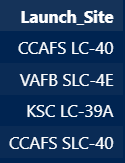 Launch_Site
CCAFS LC-40
VAFB SLC-4E
KSC LC-39A
CCAFS SLC-40